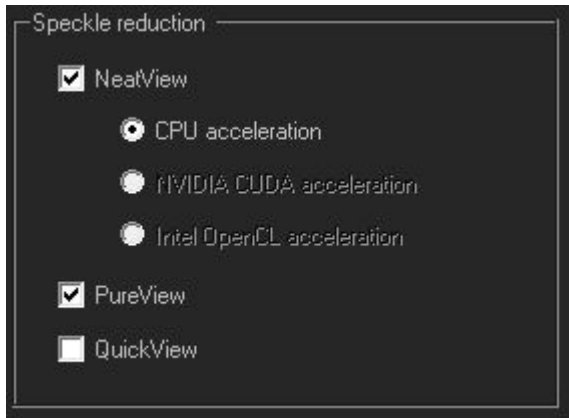 Speckle reduction
NeatView
CPU acceleration
NVIDIA CUDA acceleration
Intel OpenCL acceleration
PureView
QuickView